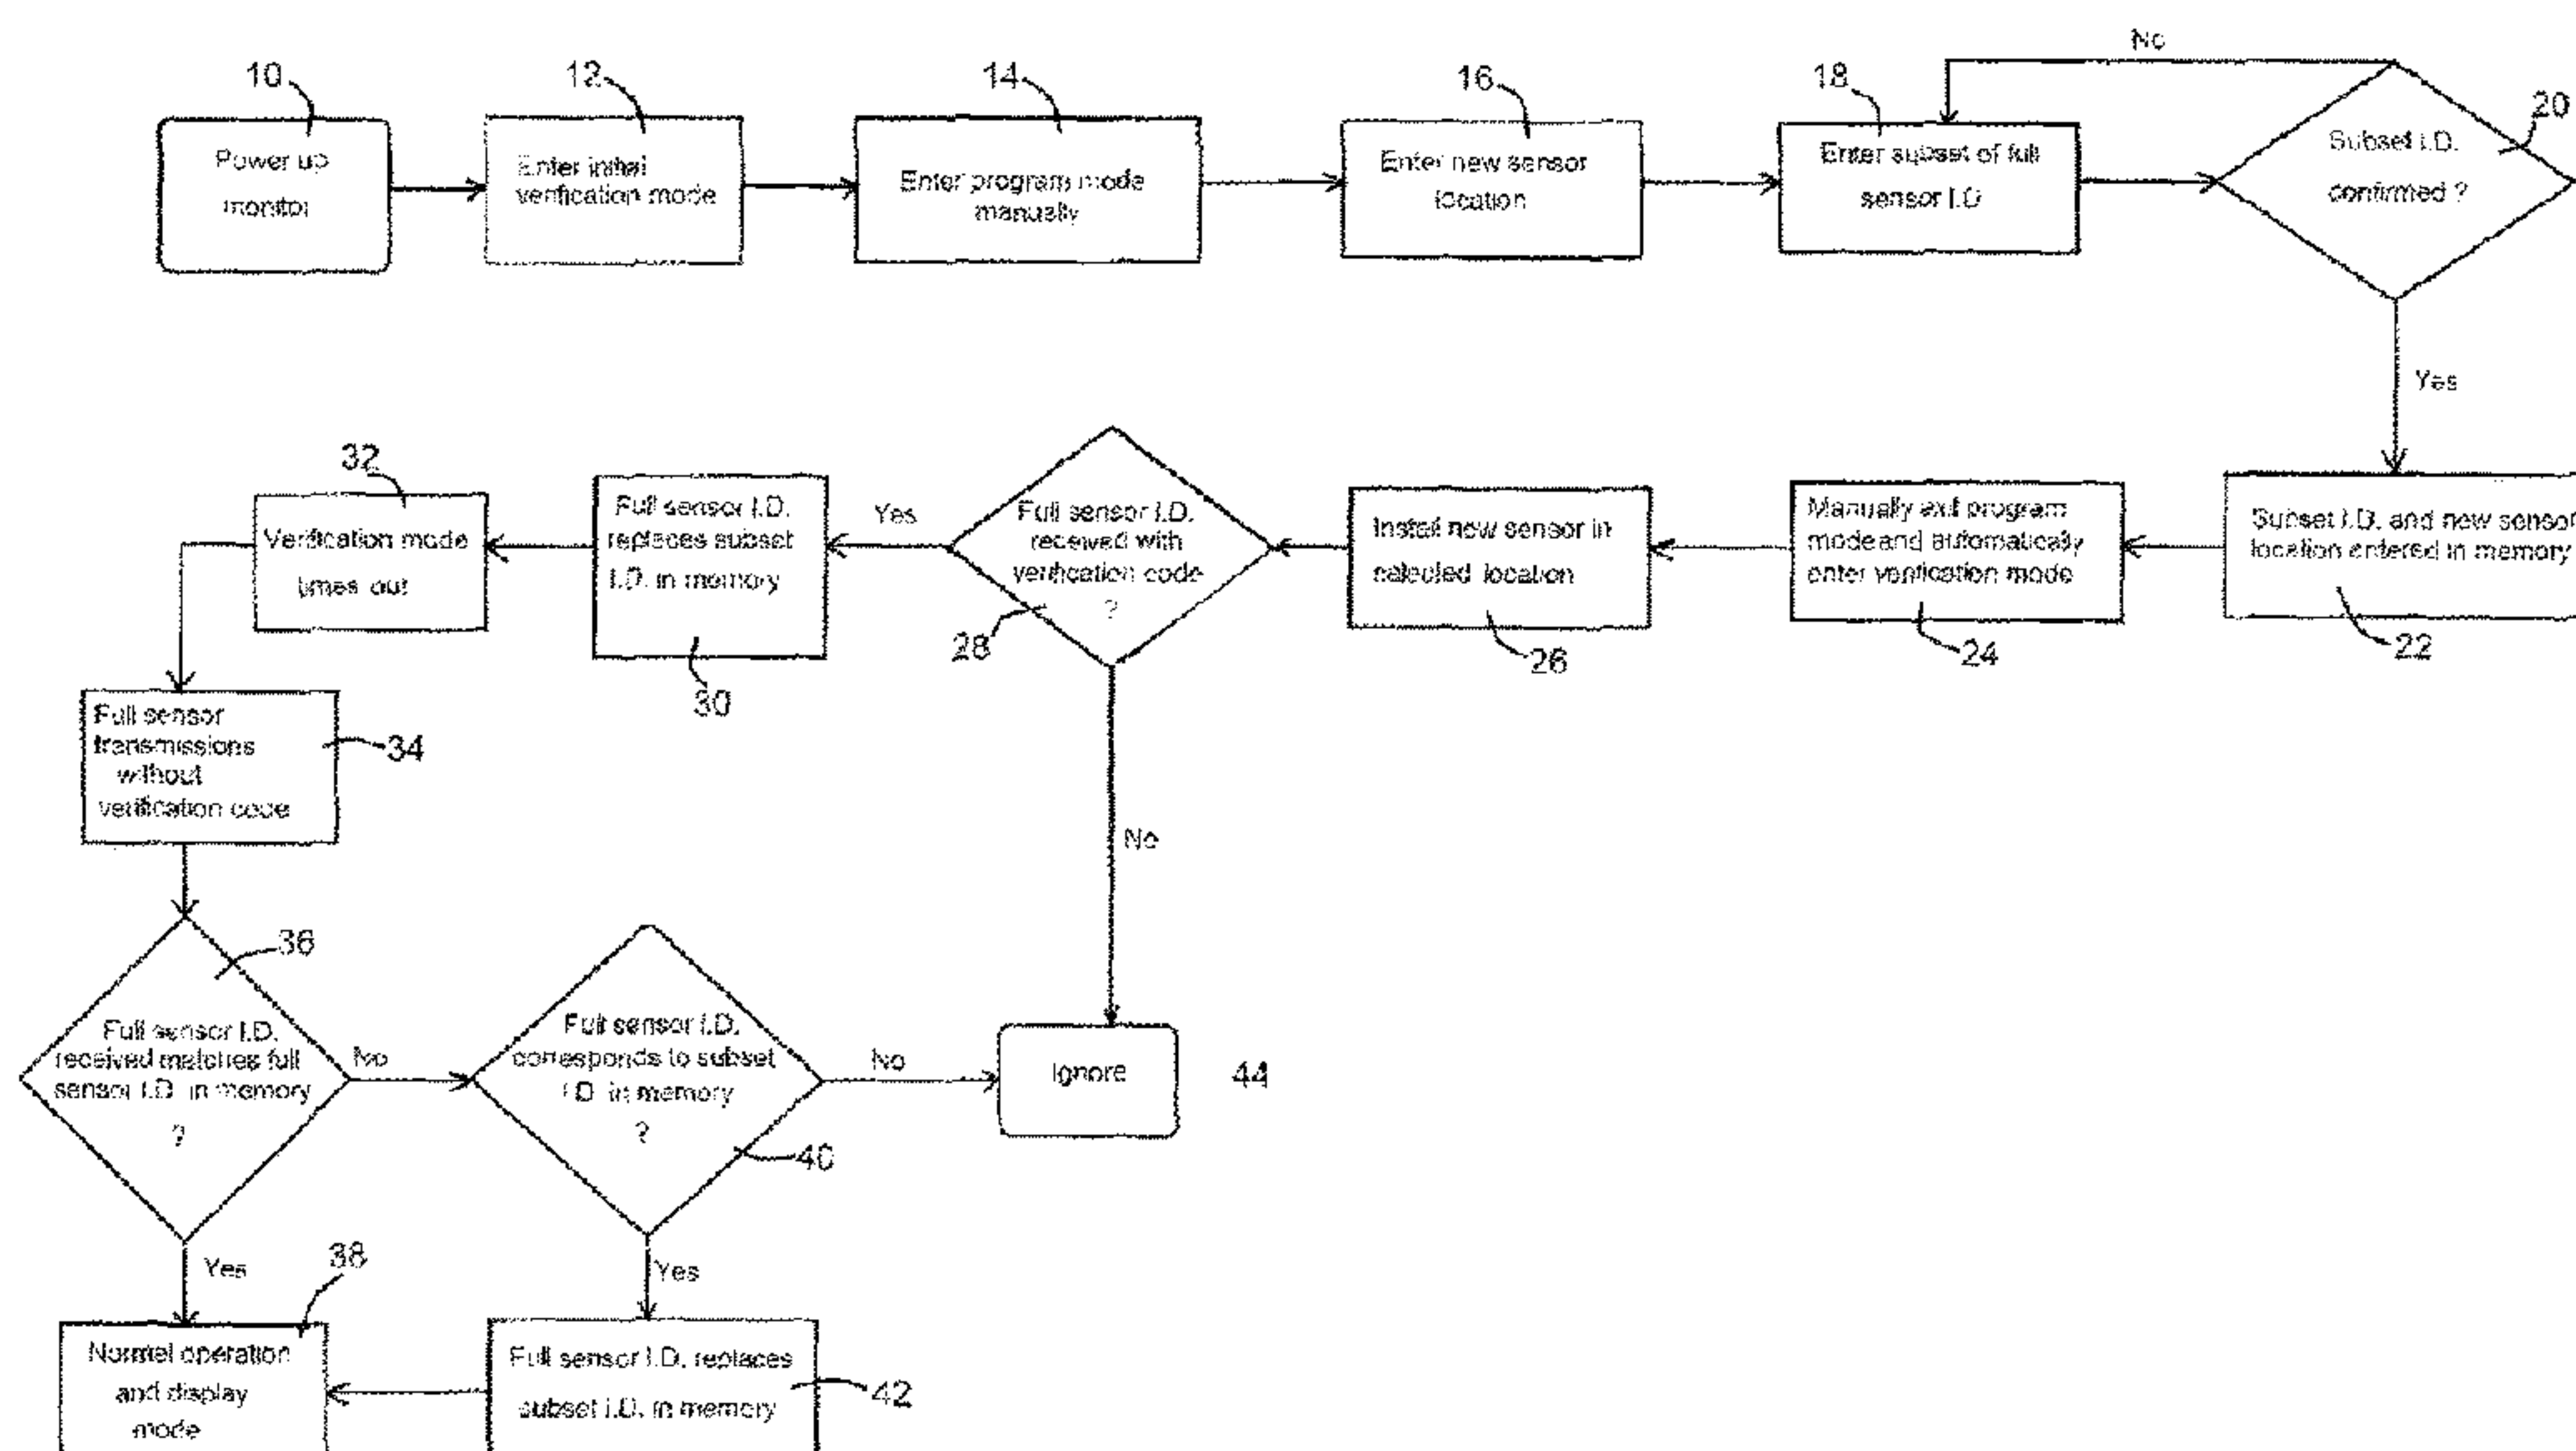 10
Power up
monitor
12
Enter initial
verification mode
14
Enter program mode
manually
16
Enter new sensor
location
18
Enter subset of full
sensor I.D
No
20
Subset I.D.
confirmed ?
Yes
Subset I.D. and new sensor
location entered in memory
22
Manually exit program
mode and automatically
enter verification mode
24
Install new sensor in
selected location
26
Full sensor I.D.
received with
verification code
?
28
Yes
No
Full sensor I.D.
replaces subset
I.D. in memory
30
32
Verification mode
times out
Full sensor
transmissions
without
verification code
34
36
Full sensor I.D.
received matches full
sensor I.D. in memory
?
No
Yes
Full sensor I.D.
corresponds to subset
I.D. in memory
?
40
No
Yes
Ignore
44
38
Normal operation
and display
mode
Full sensor I.D. replaces
subset I.D. in memory
42